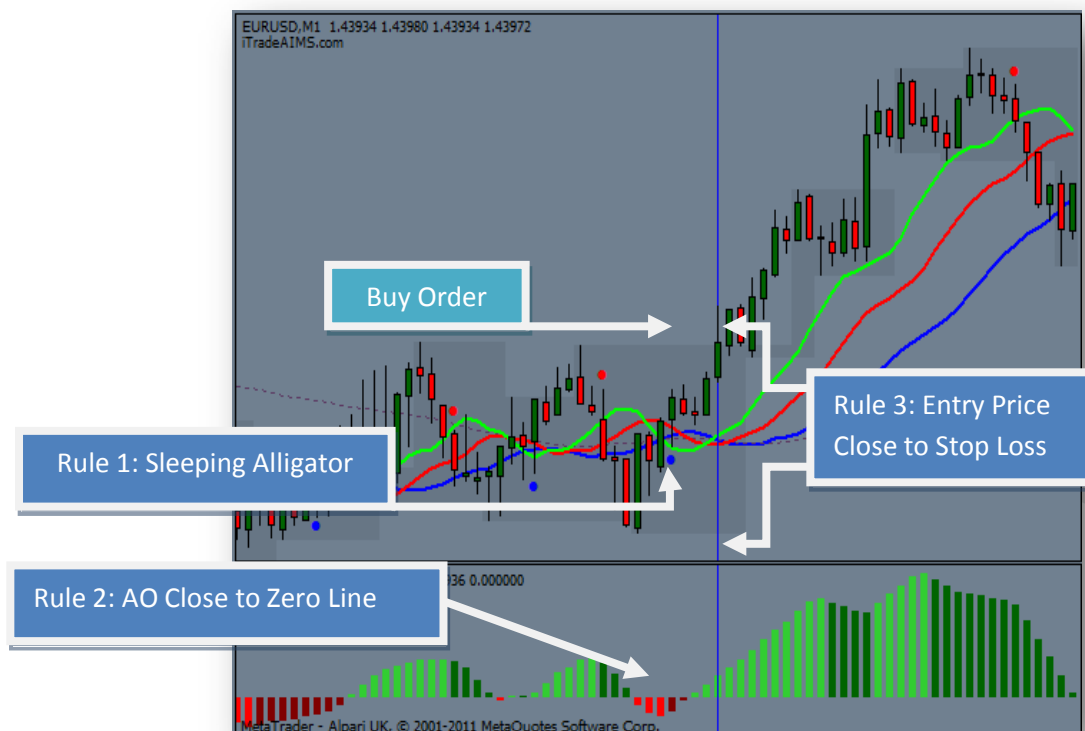 EURUSD,M1 1.43934 1.43980 1.43934 1.43972
iTradeAIMS.com
Buy Order
Rule 3: Entry Price
Close to Stop Loss
Rule 1: Sleeping Alligator
36 0.000000
Rule 2: AO Close to Zero Line
MetaTrader - Alpari UK, © 2001-2011 MetaQuotes Software Corp.